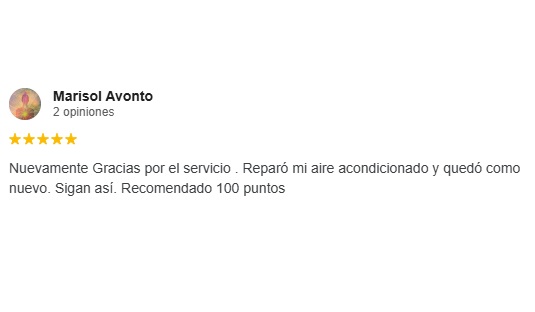 Marisol Avonto
2 opiniones
Nuevamente Gracias por el servicio . Reparó mi aire acondicionado y quedó como
nuevo. Sigan así. Recomendado 100 puntos